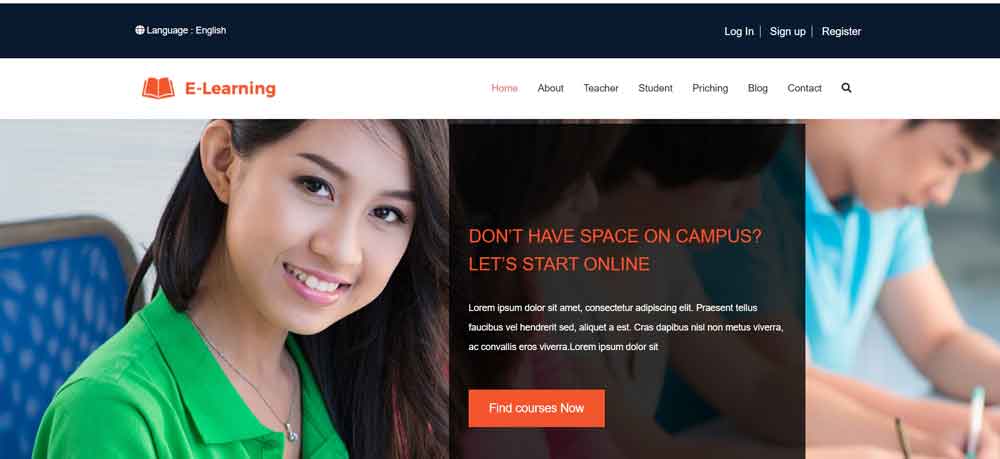 Language : English
Log In | Sign up | Register
E-Learning
Home About Teacher Student Priching Blog Contact
DON'T HAVE SPACE ON CAMPUS?
LET'S START ONLINE
Lorem ipsum dolor sit amet, consectetur adipiscing elit. Praesent tellus
faucibus vel hendrerit sed, aliquet a est. Cras dapibus nisl non metus viverra,
ac convallis eros viverra.Lorem ipsum dolor sit
Find courses Now